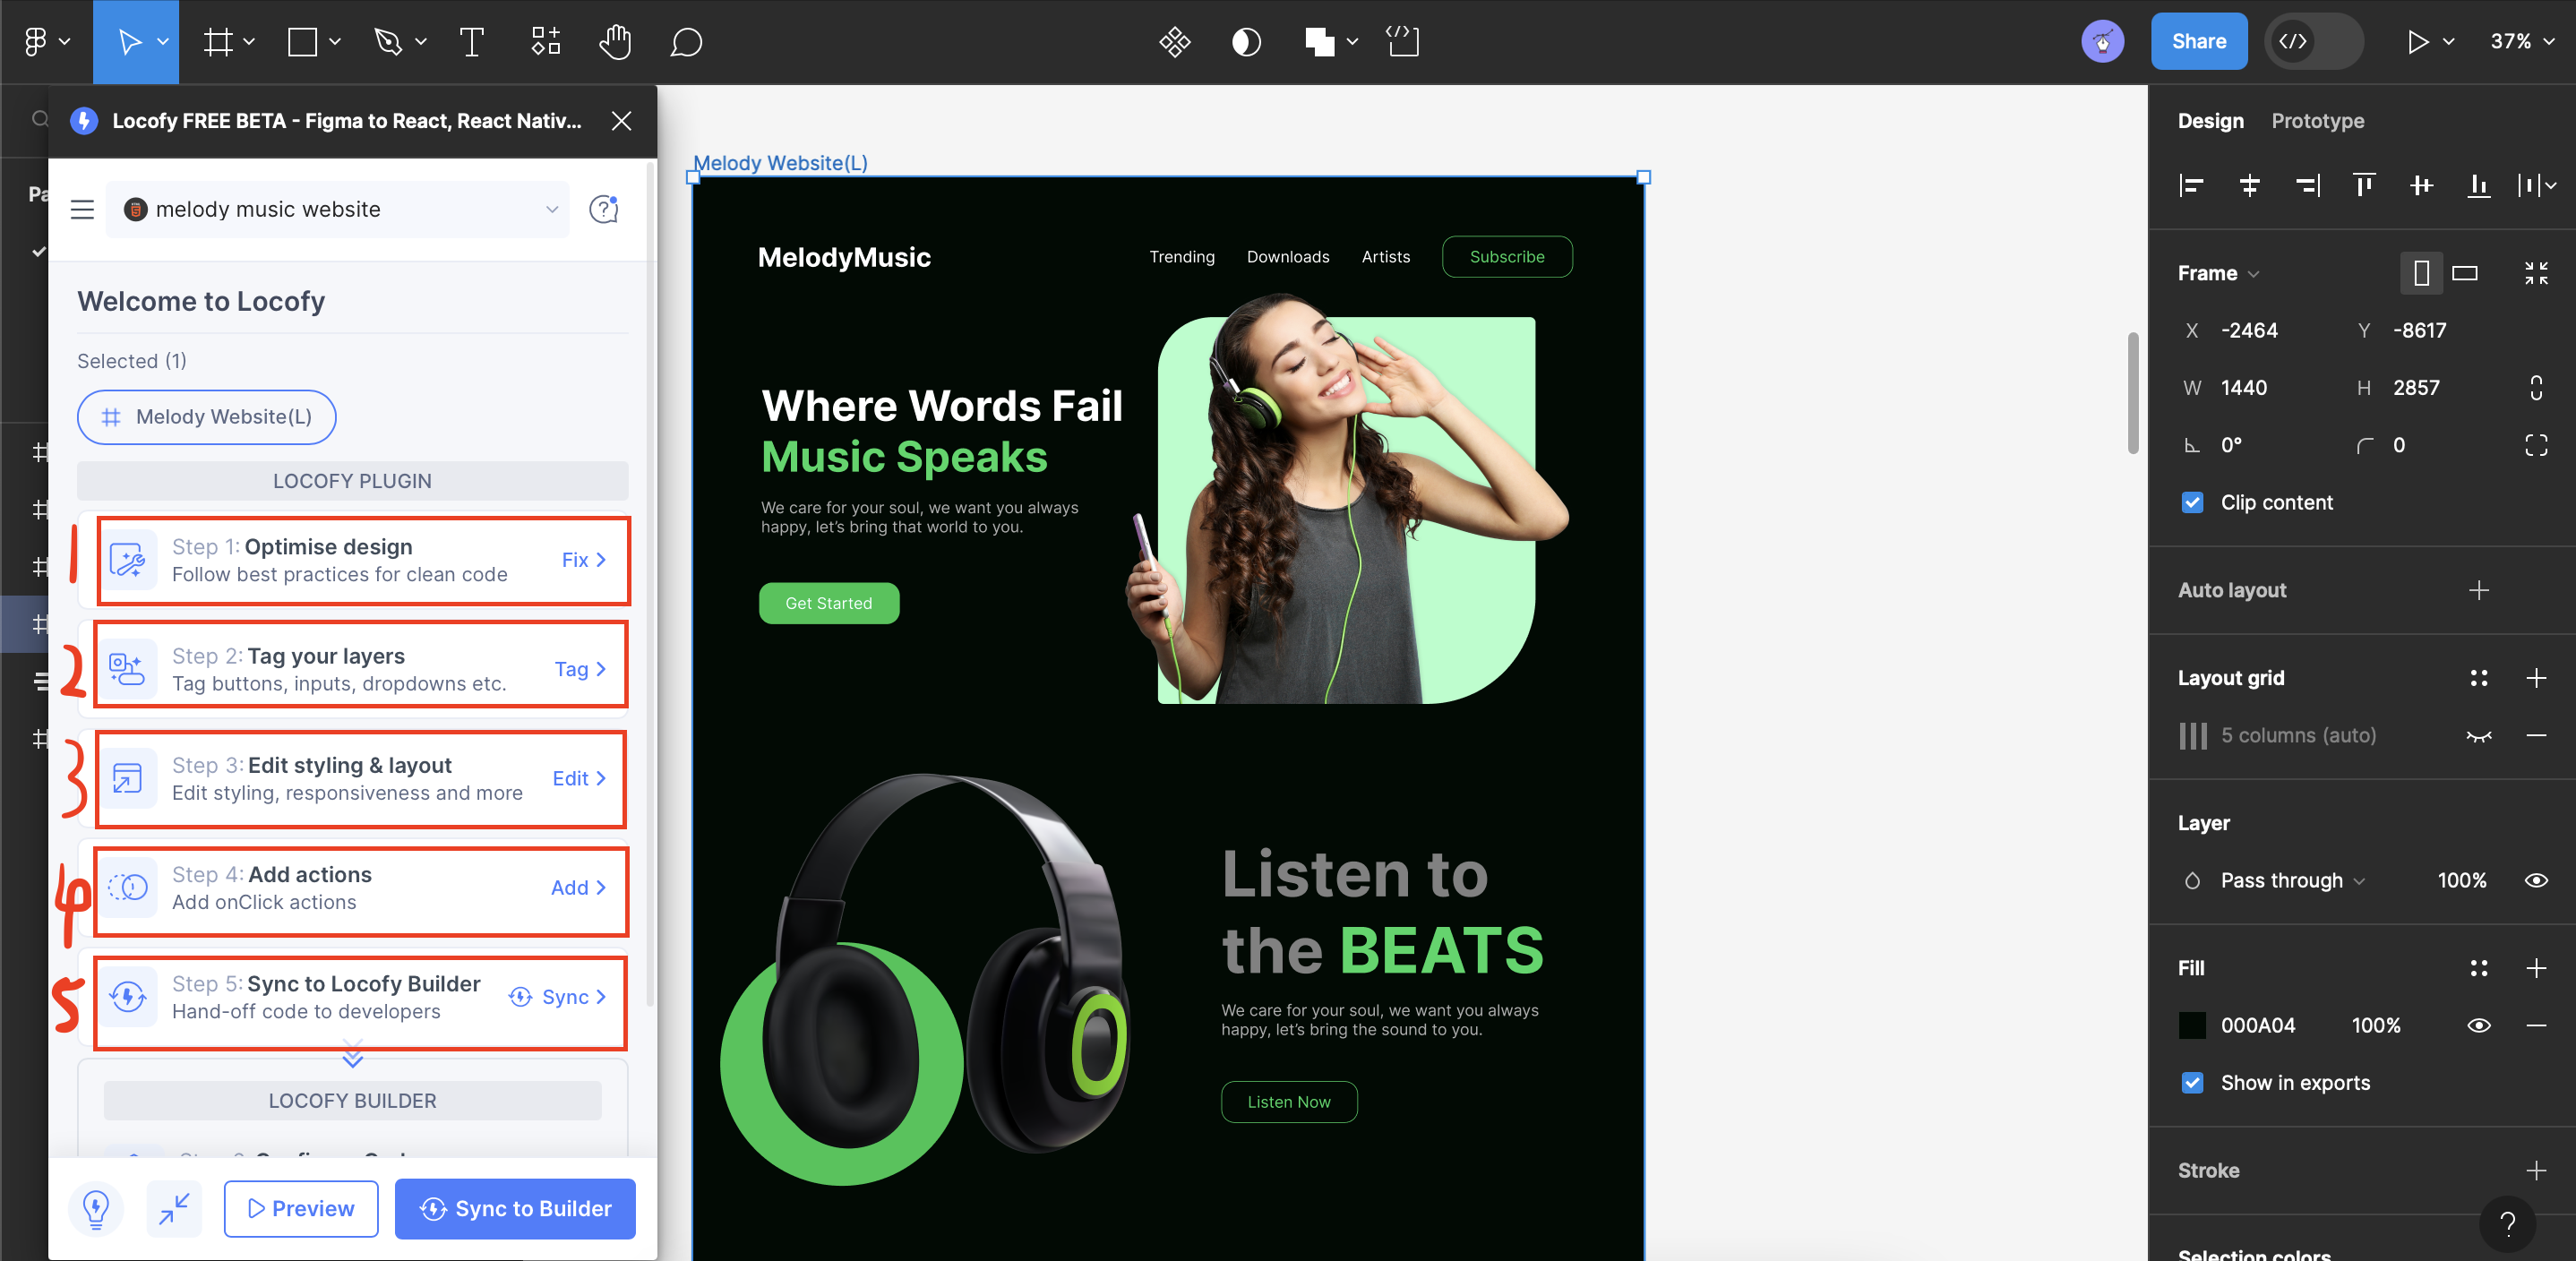 Share
37%
Locofy FREE BETA - Figma to React, React Nativ...
melody music website
Welcome to Locofy
Selected (1)
Melody Website(L)
LOCOFY PLUGIN
1
Step 1: Optimise design
Follow best practices for clean code
Fix
2
Step 2: Tag your layers
Tag buttons, inputs, dropdowns etc.
Tag
3
Step 3: Edit styling & layout
Edit styling, responsiveness and more
Edit
4
Step 4: Add actions
Add onClick actions
Add
5
Step 5: Sync to Locofy Builder
Hand-off code to developers
Sync
LOCOFY BUILDER
Preview
Sync to Builder
Melody Website(L)
MelodyMusic
Trending
Downloads
Artists
Subscribe
Where Words Fail
Music Speaks
We care for your soul, we want you always
happy, let's bring that world to you.
Get Started
Listen to
the BEATS
We care for your soul, we want you always
happy, let's bring the sound to you.
Listen Now
Design
Prototype
Frame
X -2464
Y -8617
W 1440
H 2857
0°
0
Clip content
Auto layout
Layout grid
5 columns (auto)
Layer
Pass through
100%
Fill
000A04
100%
Show in exports
Stroke
?
Selection colors